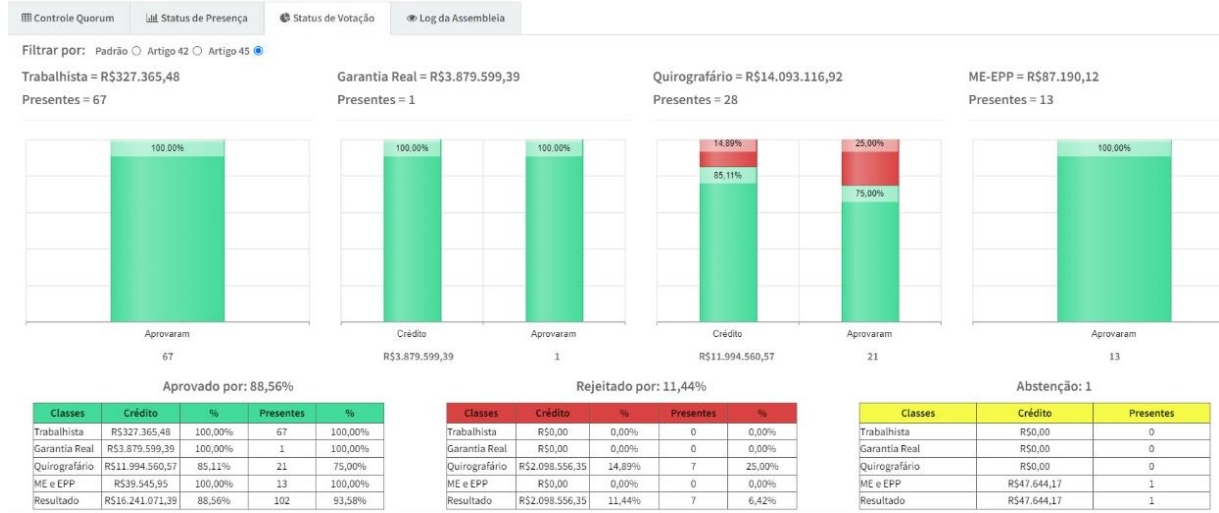 Controle Quorum Status de Presença Status de Votação Log da Assembleia
Filtrar por: Padrão Artigo 42 Artigo 45
Trabalhista = R$327.365,48 Garantia Real = R$3.879.599,39 Quirografário = R$14.093.116,92 ME-EPP = R$87.190,12
Presentes = 67 Presentes = 1 Presentes = 28 Presentes = 13
100.00% 100.00% 100.00% 14,89% 25,00% 100,00%
85,11%
75,00%
Aprovaram Crédito Aprovaram Crédito Aprovaram Aprovaram
67 R$3.879.599,39 1 R$11.994.560,57 21 13
Aprovado por: 88,56% Rejeitado por: 11,44% Abstenção: 1
Classes Crédito % Presentes % Classes Crédito % Presentes % Classes Crédito Presentes
Trabalhista R$327.365,48 100,00% 67 100,00% Trabalhista R$0,00 0,00% 0 0,00% Trabalhista R$0,00 0
Garantia Real R$3.879.599,39 100,00% 1 100,00% Garantia Real R$0,00 0,00% 0 0,00% Garantia Real R$0,00 0
Quirografário R$11.994.560,57 85,11% 21 75,00% Quirografário R$2.098.556,35 14,89% 7 25,00% Quirografário R$0,00 0
ME e EPP R$39.545,95 100,00% 13 100,00% ME e EPP R$0,00 0,00% 0 0,00% ME e EPP R$47.644,17 1
Resultado R$16.241.071,39 88,56% 102 93,58% Resultado R$2.098.556,35 11,44% 7 6,42% Resultado R$47.644,17 1